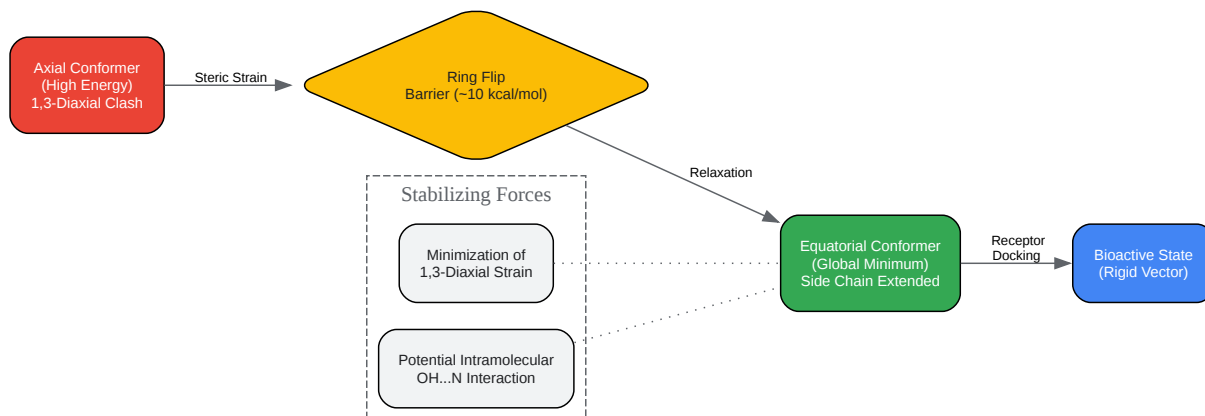 Axial Conformer
(High Energy)
1,3-Diaxial Clash
Steric Strain
Ring Flip
Barrier (~10 kcal/mol)
Relaxation
Stabilizing Forces
Minimization of
1,3-Diaxial Strain
Potential Intramolecular
OH...N Interaction
Equatorial Conformer
(Global Minimum)
Side Chain Extended
Receptor
Docking
Bioactive State
(Rigid Vector)